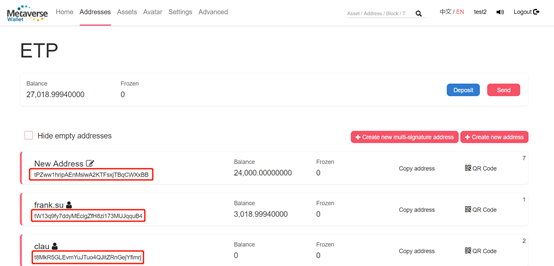 Metaverse Wallet
Home Addresses Assets Avatar Settings Advanced
Asset / Address / Block / T
中文 / EN test2 Logout
ETP
Balance Frozen
27,018.99940000 0
Deposit Send
Hide empty addresses
+ Create new multi-signature address + Create new address
7
New Address Balance Frozen
24,000.00000000 0 Copy address QR Code
1
frank.su Balance Frozen
3,018.99940000 0 Copy address QR Code
2
clau Balance Frozen
0 0 Copy address QR Code